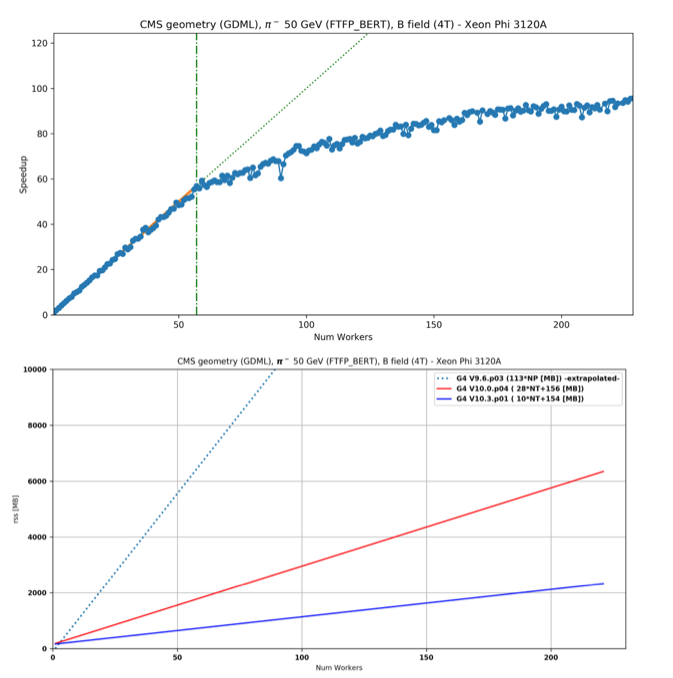 CMS geometry (GDML), π⁻ 50 GeV (FTFP_BERT), B field (4T) - Xeon Phi 3120A
120
100
80
60
40
20
0
Speedup
50 100 150 200
Num Workers
CMS geometry (GDML), π⁻ 50 GeV (FTFP_BERT), B field (4T) - Xeon Phi 3120A
10000
8000
6000
4000
2000
0
rss [MB]
G4 V9.6.p03 (113*NP [MB]) -extrapolated-
G4 V10.0.p04 ( 28*NT+156 [MB])
G4 V10.3.p01 ( 10*NT+154 [MB])
0 50 100 150 200
Num Workers